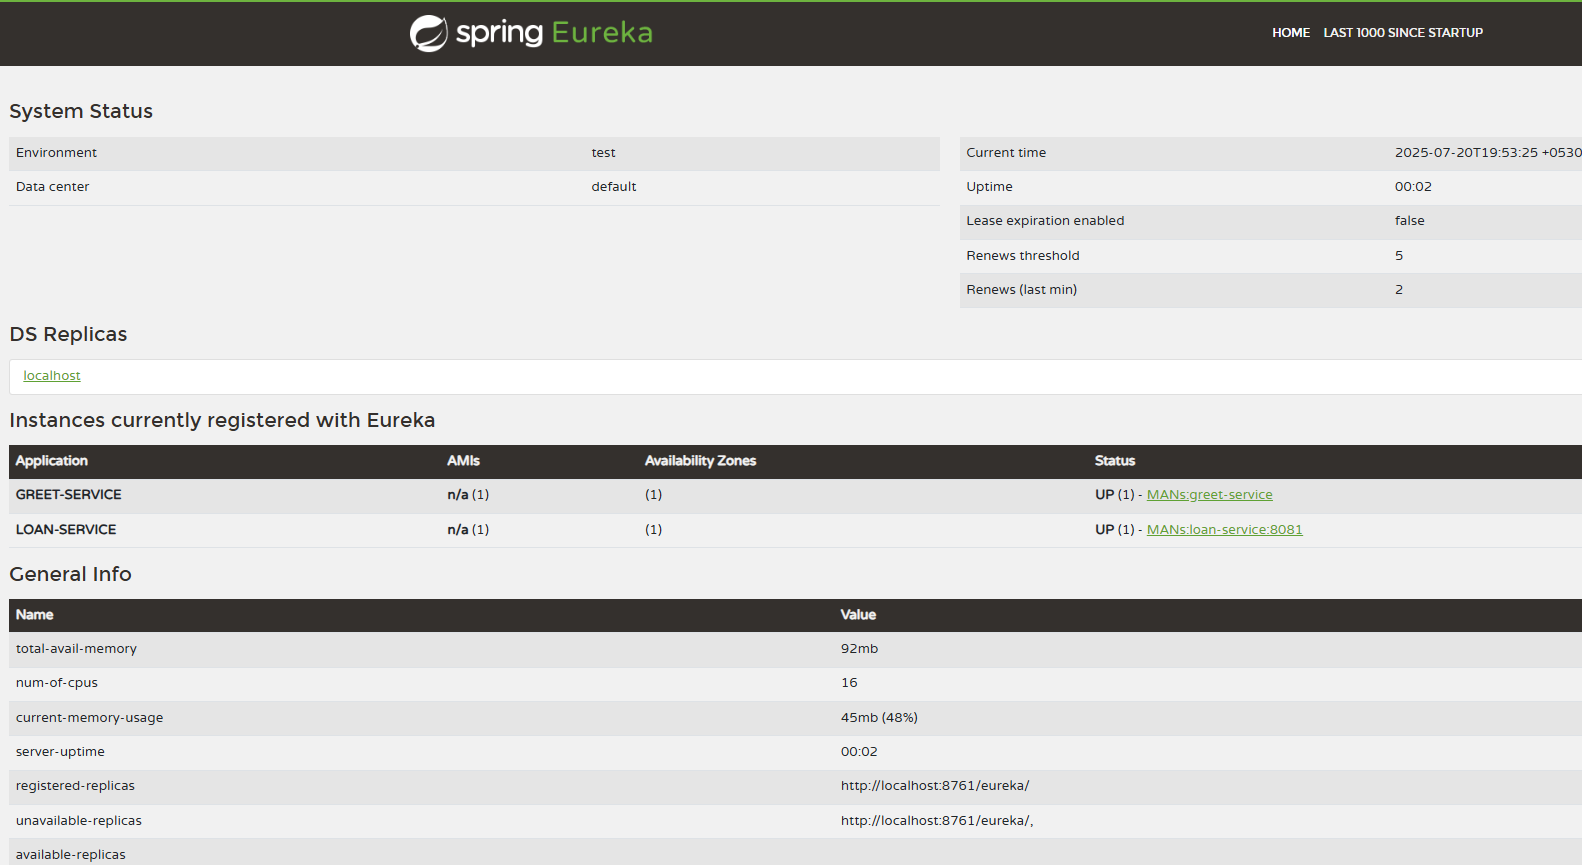 spring Eureka
HOME LAST 1000 SINCE STARTUP
System Status
Environment test
Data center default
Current time 2025-07-20T19:53:25 +0530
Uptime 00:02
Lease expiration enabled false
Renews threshold 5
Renews (last min) 2
DS Replicas
localhost
Instances currently registered with Eureka
Application AMIs Availability Zones Status
GREET-SERVICE n/a (1) (1) UP (1) - MANs:greet-service
LOAN-SERVICE n/a (1) (1) UP (1) - MANs:loan-service:8081
General Info
Name Value
total-avail-memory 92mb
num-of-cpus 16
current-memory-usage 45mb (48%)
server-uptime 00:02
registered-replicas http://localhost:8761/eureka/
unavailable-replicas http://localhost:8761/eureka/,
available-replicas